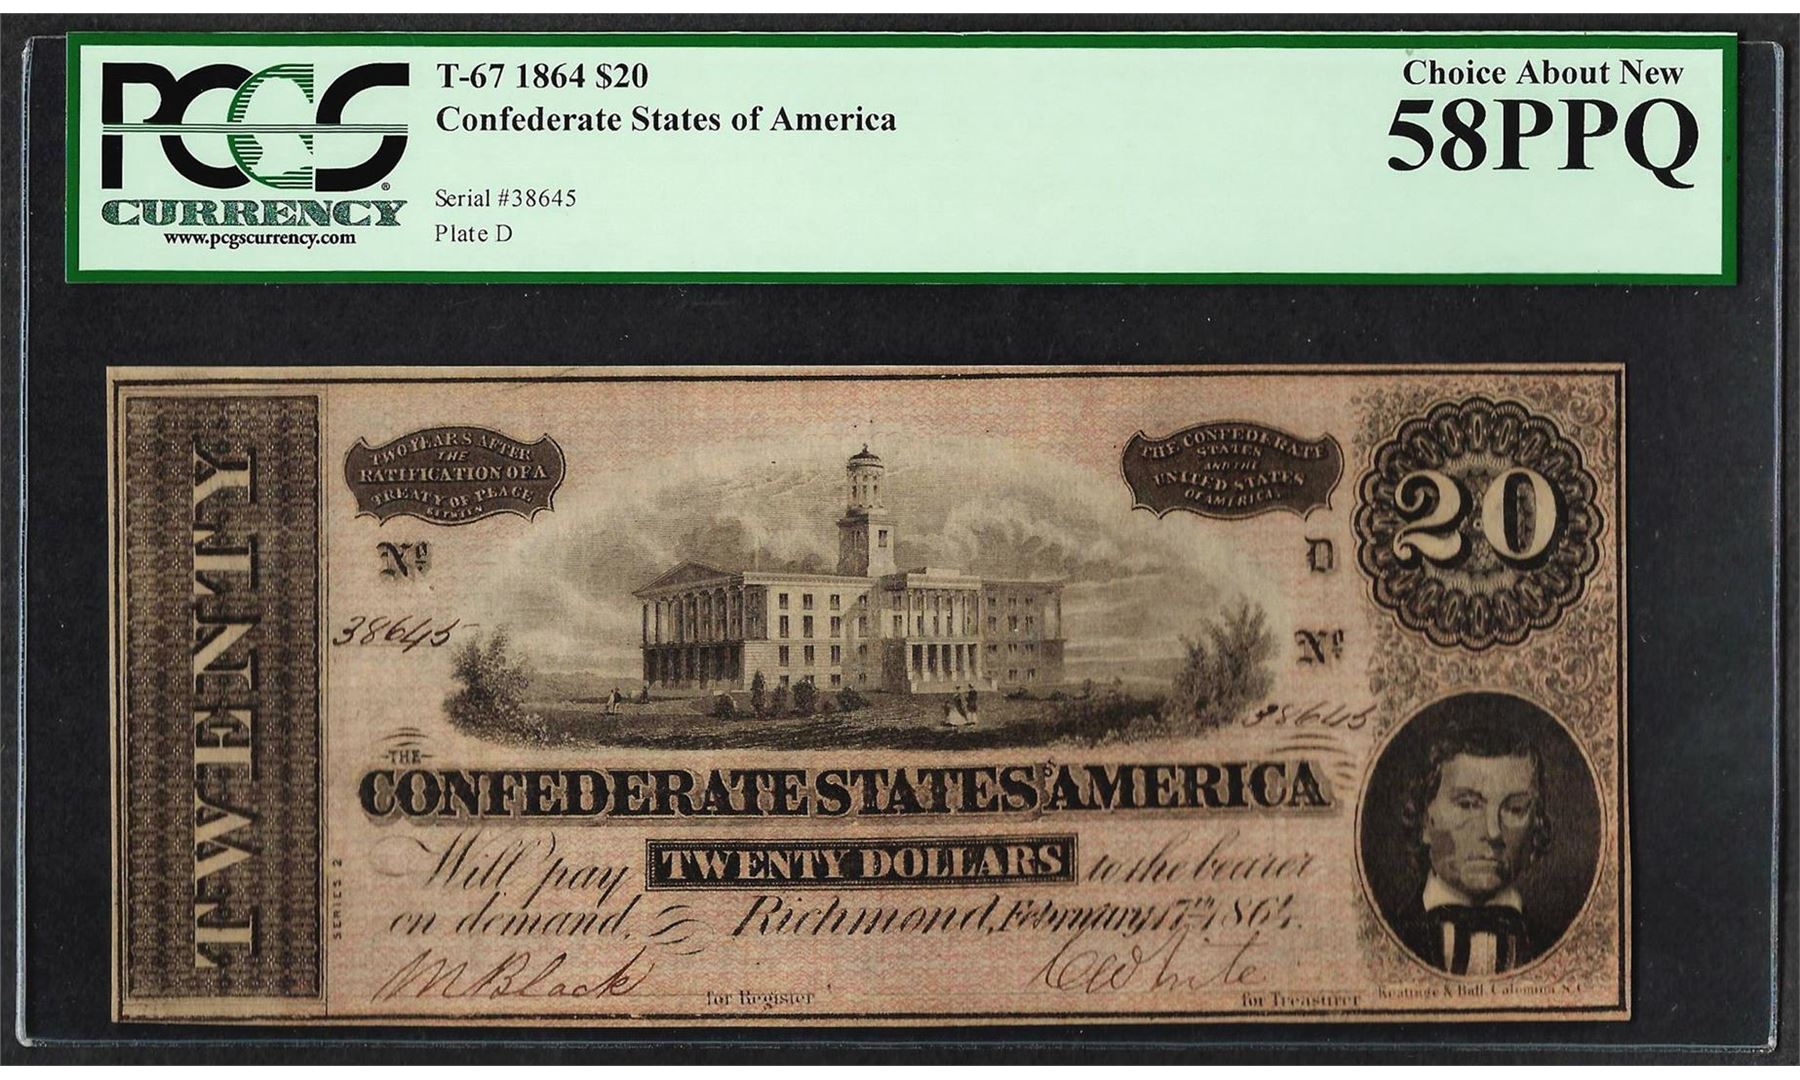 PCGS®
CURRENCY
www.pcgscurrency.com
T-67 1864 $20
Confederate States of America
Serial #38645
Plate D
Choice About New
58PPQ
TWENTY
TWO YEARS AFTER
THE
RATIFICATION OF A
TREATY OF PEACE
BETWEEN
THE CONFEDERATE
STATES
AND THE
UNITED STATES
OF AMERICA.
20
No
D
38645
No
38645
THE
CONFEDERATE STATES OF AMERICA
Will pay TWENTY DOLLARS to the bearer
on demand. Richmond, February 17th 1864.
SERIES 2
M Black for Register
C White for Treasurer
Keatinge & Ball, Columbia, S.C.